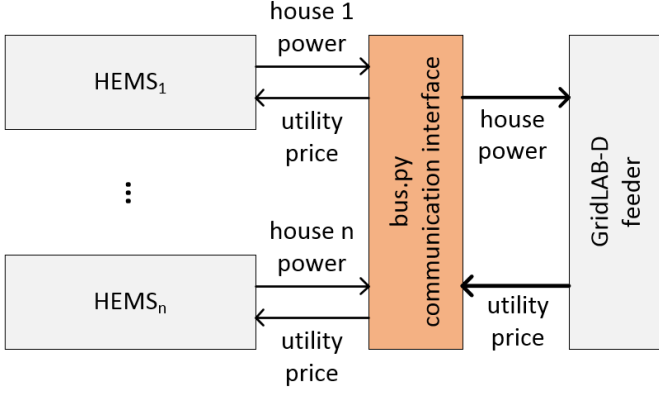 house 1
power
HEMS1
utility
price
...
house n
power
HEMSn
utility
price
bus.py
communication interface
house
power
utility
price
GridLAB-D
feeder